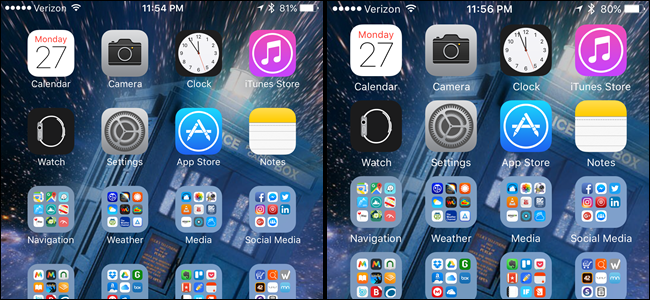 Verizon 11:54 PM 81%
Monday
27
Calendar Camera Clock iTunes Store
Watch Settings App Store Notes
Navigation Weather Media Social Media
Verizon 11:56 PM 80%
Monday
27
Calendar Camera Clock iTunes Store
Watch Settings App Store Notes
Navigation Weather Media Social Media